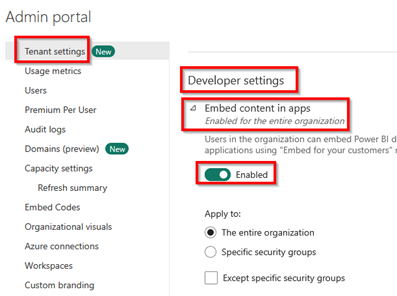 Admin portal
Tenant settings New
Usage metrics
Users
Premium Per User
Audit logs
Domains (preview) New
Capacity settings
Refresh summary
Embed Codes
Organizational visuals
Azure connections
Workspaces
Custom branding
Developer settings
Embed content in apps
Enabled for the entire organization
Users in the organization can embed Power BI d
applications using "Embed for your customers"
Enabled
Apply to:
The entire organization
Specific security groups
Except specific security groups